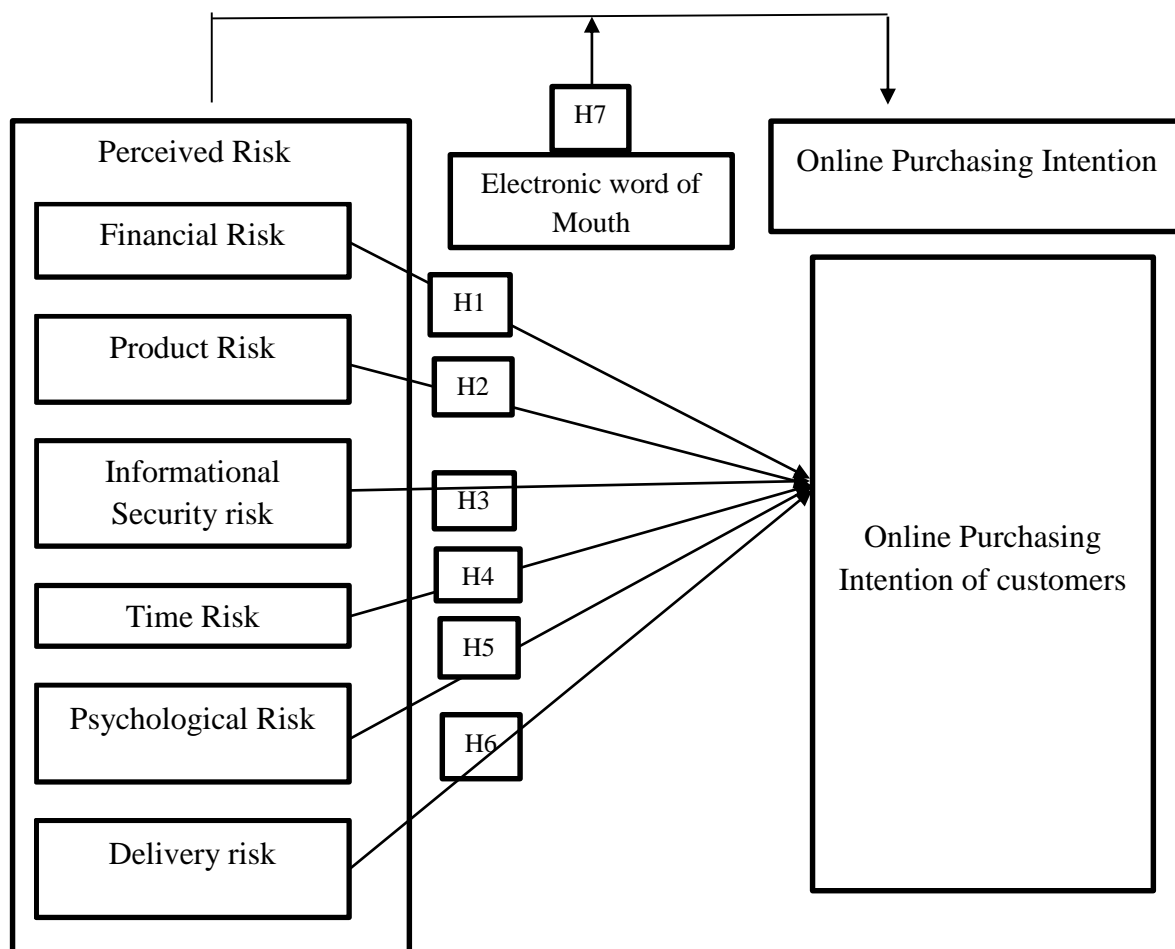 H7
Perceived Risk
Electronic word of
Mouth
Online Purchasing Intention
Financial Risk
H1
Product Risk
H2
Informational
Security risk
H3
Time Risk
H4
Psychological Risk
H5
H6
Delivery risk
Online Purchasing
Intention of customers